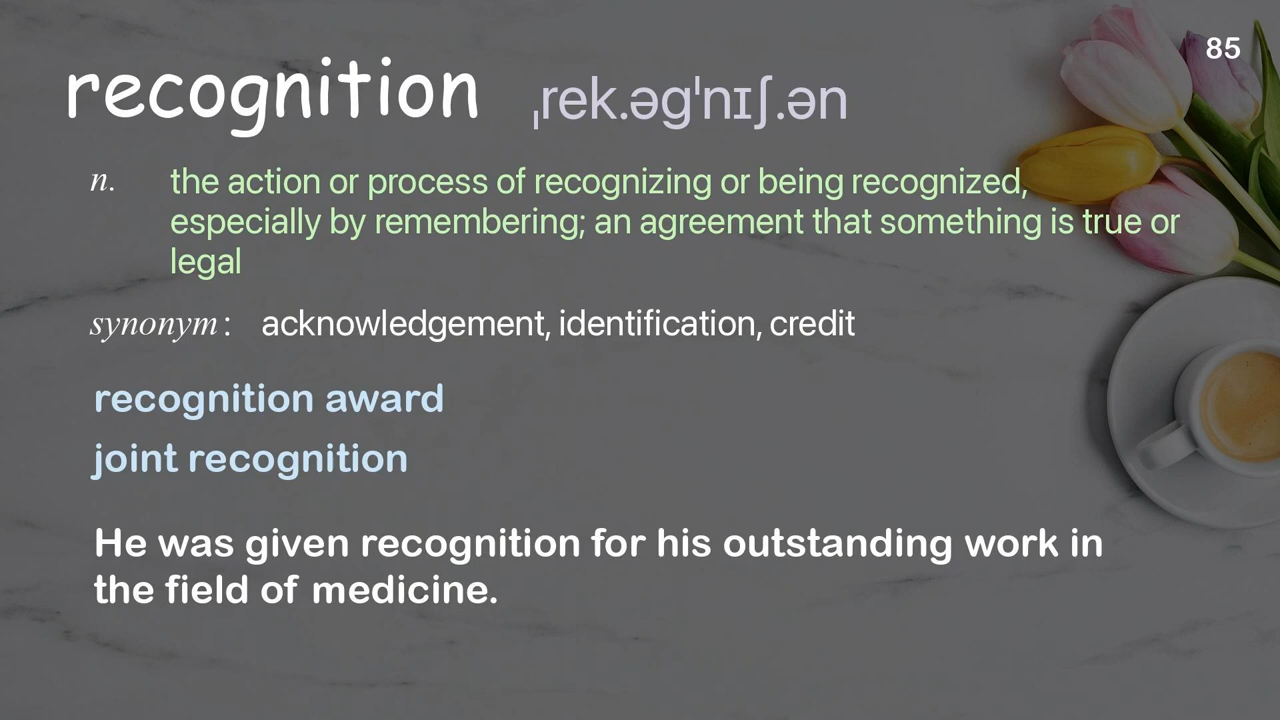 85
recognition ˌrek.əgˈnɪʃ.ən
n. the action or process of recognizing or being recognized,
especially by remembering; an agreement that something is true or
legal
synonym: acknowledgement, identification, credit
recognition award
joint recognition
He was given recognition for his outstanding work in
the field of medicine.